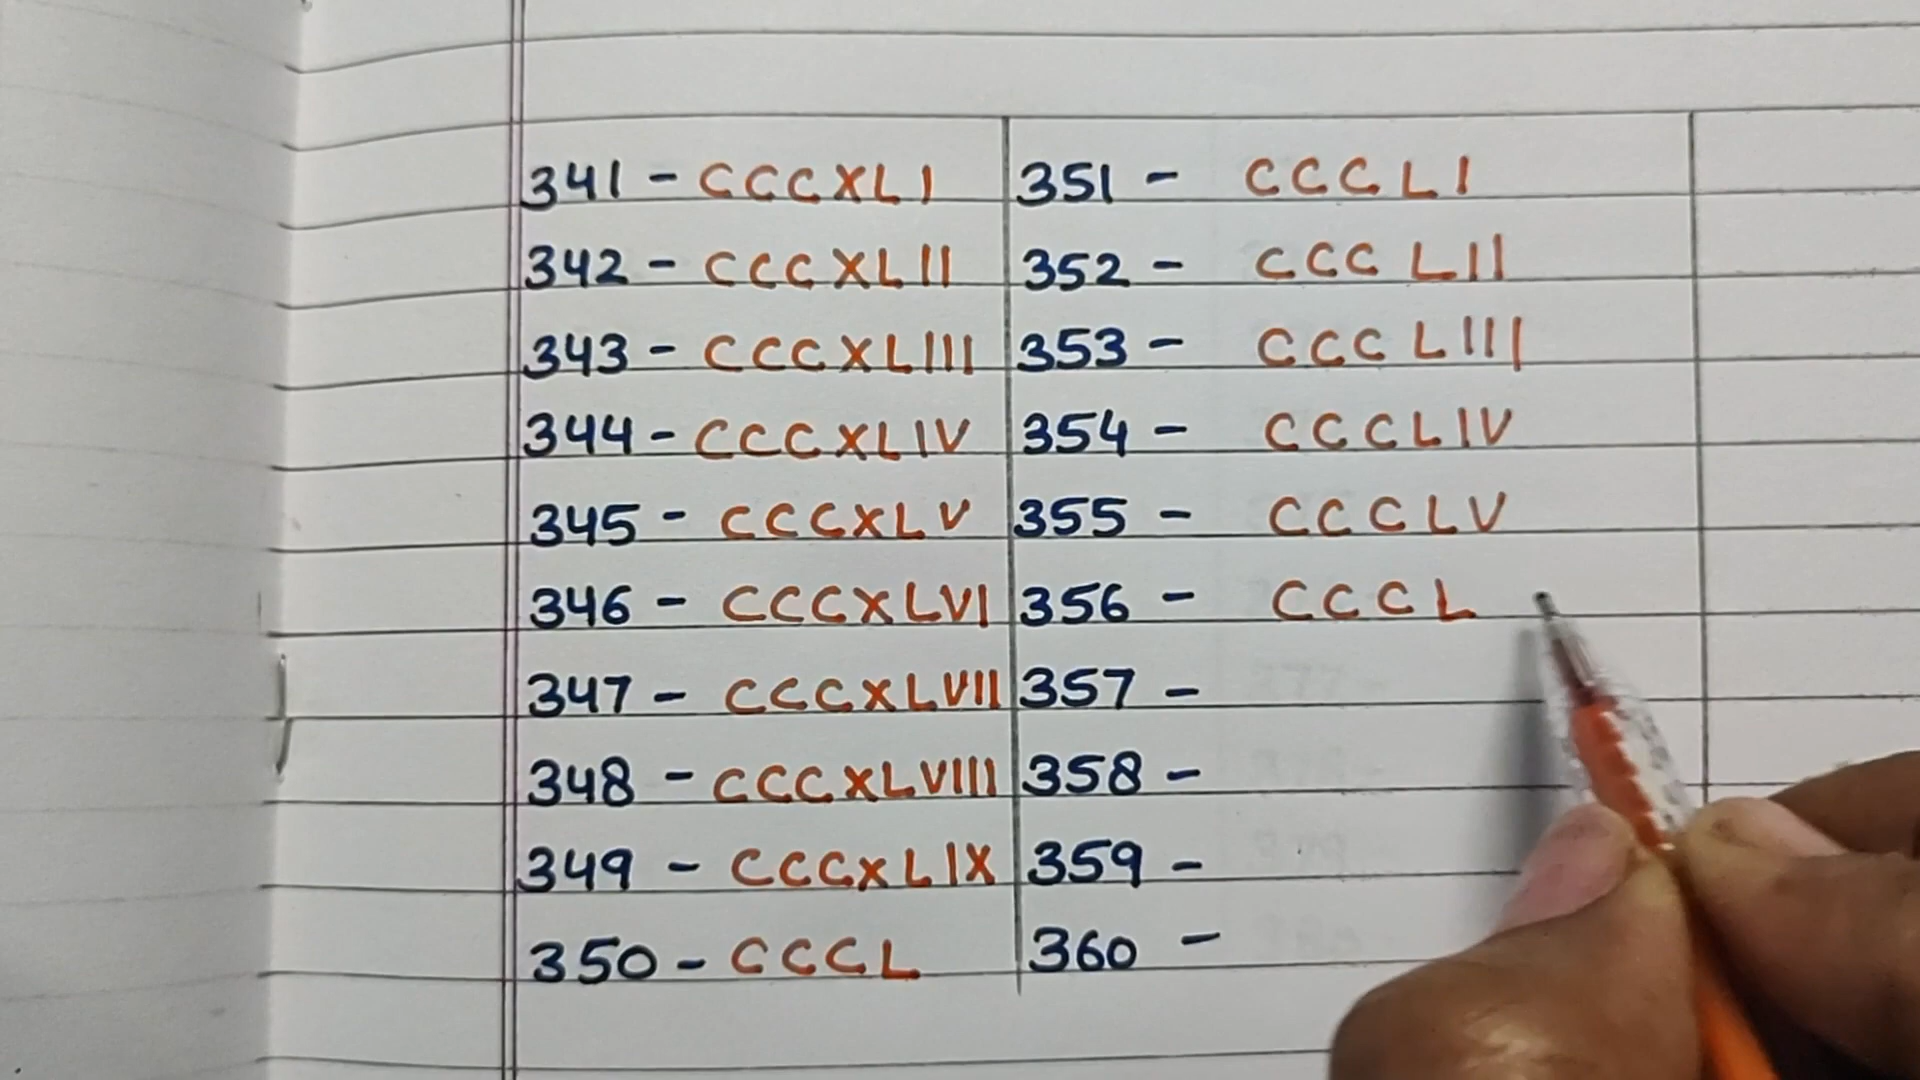 341 - CCCXLI
342 - CCCXLII
343 - CCCXLIII
344 - CCCXLIV
345 - CCCXLV
346 - CCCXLVI
347 - CCCXLVII
348 - CCCXLVIII
349 - CCCXLIX
350 - CCCL
351 - CCCLI
352 - CCCLII
353 - CCCLIII
354 - CCCLIV
355 - CCCLV
356 - CCCL
357 -
358 -
359 -
360 -